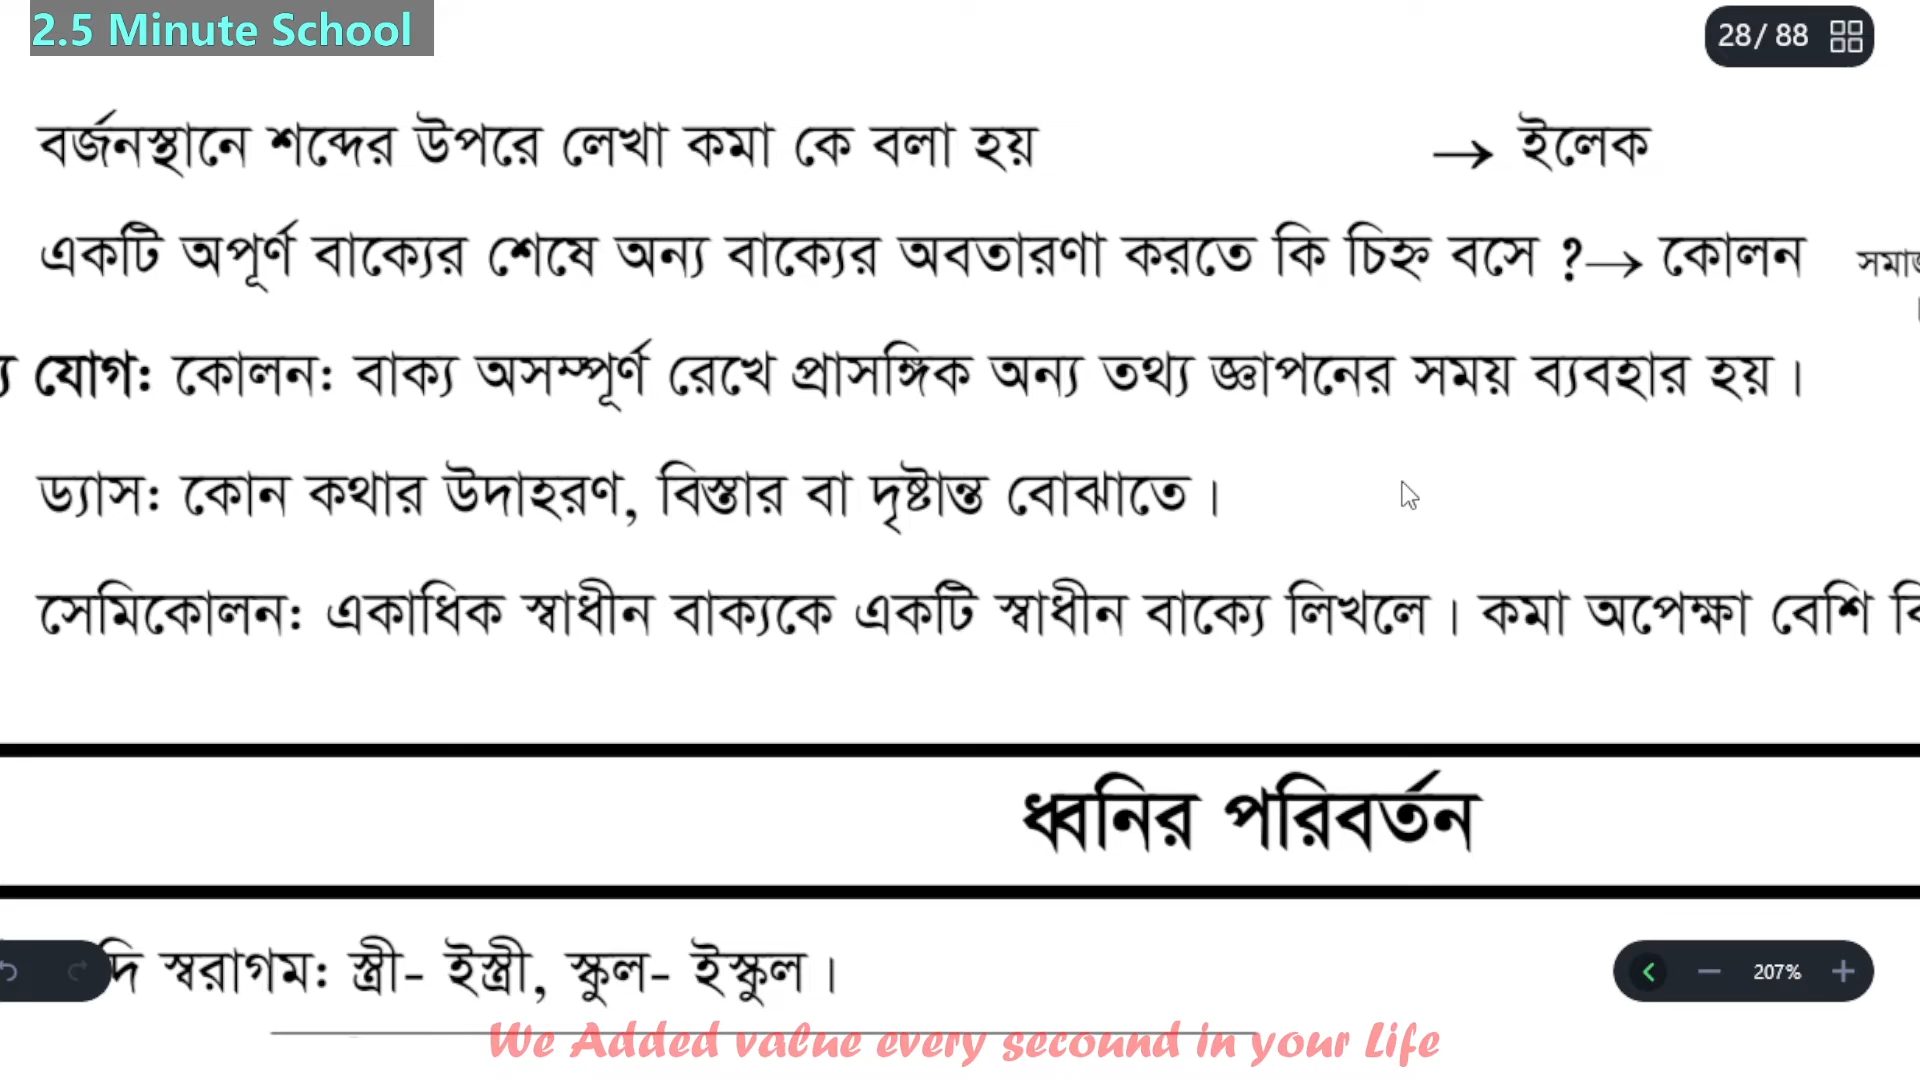 2.5 Minute School
28/ 88
বর্জনস্থানে শব্দের উপরে লেখা কমা কে বলা হয় → ইলেক
একটি অপূর্ণ বাক্যের শেষে অন্য বাক্যের অবতারণা করতে কি চিহ্ন বসে ?→ কোলন
যোগ: কোলন: বাক্য অসম্পূর্ণ রেখে প্রাসঙ্গিক অন্য তথ্য জ্ঞাপনের সময় ব্যবহার হয়।
ড্যাস: কোন কথার উদাহরণ, বিস্তার বা দৃষ্টান্ত বোঝাতে।
সেমিকোলন: একাধিক স্বাধীন বাক্যকে একটি স্বাধীন বাক্যে লিখলে। কমা অপেক্ষা বেশি
ধ্বনির পরিবর্তন
স্বরাগম: স্ত্রী- ইস্ত্রী, স্কুল- ইস্কুল।
207%
We Added value every secound in your Life